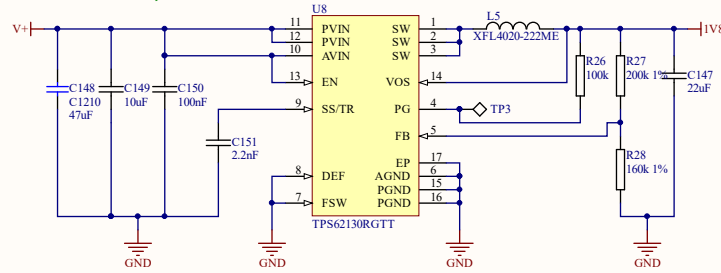 U8
V+
11 PVIN
12 PVIN
10 AVIN
13 EN
9 SS/TR
8 DEF
7 FSW
SW 1
SW 2
SW 3
VOS 14
PG 4
FB 5
EP 17
AGND 6
PGND 15
PGND 16
TPS62130RGTT
C148
C1210
47uF
C149
10uF
C150
100nF
C151
2.2nF
L5
XFL4020-222ME
TP3
R26
100k
R27
200k 1%
R28
160k 1%
C147
22uF
1V8
GND
GND
GND
GND